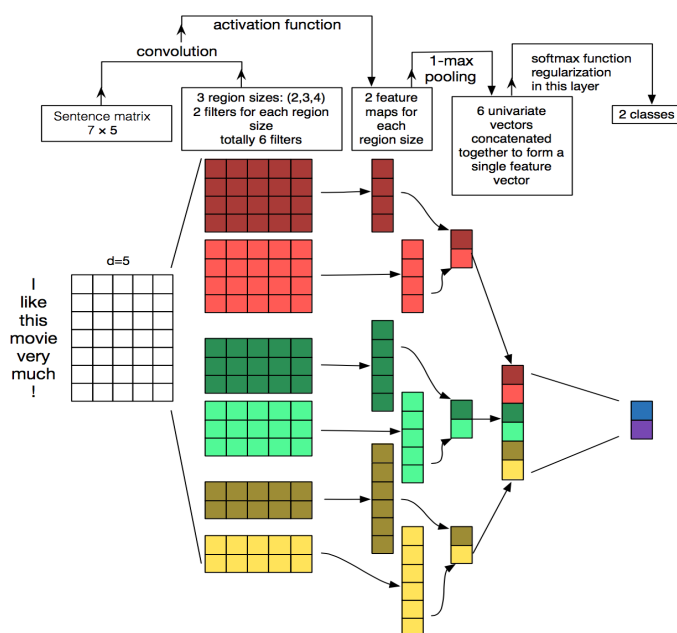 activation function
convolution
1-max
pooling
softmax function
regularization
in this layer
Sentence matrix
7 × 5
3 region sizes: (2,3,4)
2 filters for each region
size
totally 6 filters
2 feature
maps for
each
region size
6 univariate
vectors
concatenated
together to form a
single feature
vector
2 classes
d=5
I
like
this
movie
very
much
!